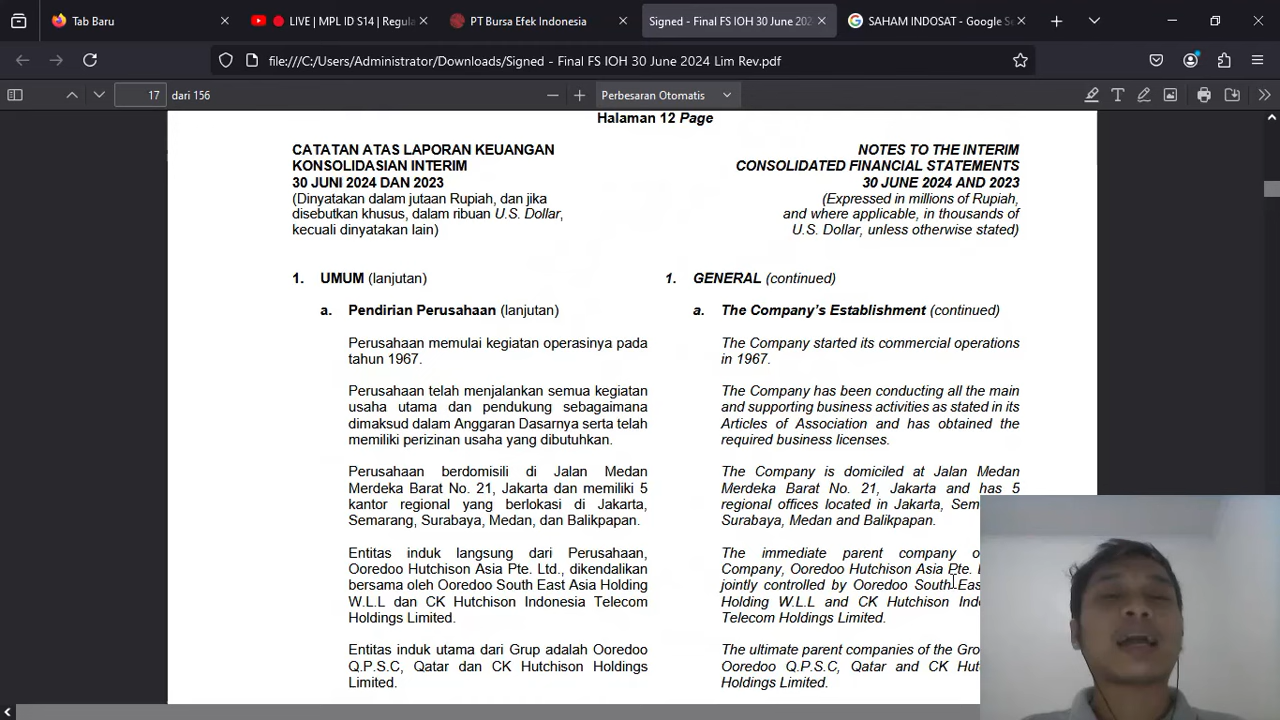 Tab Baru
LIVE | MPL ID S14 | Regula
PT Bursa Efek Indonesia
Signed - Final FS IOH 30 June 202
SAHAM INDOSAT - Google Se
file:///C:/Users/Administrator/Downloads/Signed - Final FS IOH 30 June 2024 Lim Rev.pdf
17 dari 156
Perbesaran Otomatis
Halaman 12 Page
CATATAN ATAS LAPORAN KEUANGAN
KONSOLIDASIAN INTERIM
30 JUNI 2024 DAN 2023
(Dinyatakan dalam jutaan Rupiah, dan jika
disebutkan khusus, dalam ribuan U.S. Dollar,
kecuali dinyatakan lain)
NOTES TO THE INTERIM
CONSOLIDATED FINANCIAL STATEMENTS
30 JUNE 2024 AND 2023
(Expressed in millions of Rupiah,
and where applicable, in thousands of
U.S. Dollar, unless otherwise stated)
1. UMUM (lanjutan)
a. Pendirian Perusahaan (lanjutan)
Perusahaan memulai kegiatan operasinya pada
tahun 1967.
Perusahaan telah menjalankan semua kegiatan
usaha utama dan pendukung sebagaimana
dimaksud dalam Anggaran Dasarnya serta telah
memiliki perizinan usaha yang dibutuhkan.
Perusahaan berdomisili di Jalan Medan
Merdeka Barat No. 21, Jakarta dan memiliki 5
kantor regional yang berlokasi di Jakarta,
Semarang, Surabaya, Medan, dan Balikpapan.
Entitas induk langsung dari Perusahaan,
Ooredoo Hutchison Asia Pte. Ltd., dikendalikan
bersama oleh Ooredoo South East Asia Holding
W.L.L dan CK Hutchison Indonesia Telecom
Holdings Limited.
Entitas induk utama dari Grup adalah Ooredoo
Q.P.S.C, Qatar dan CK Hutchison Holdings
Limited.
1. GENERAL (continued)
a. The Company's Establishment (continued)
The Company started its commercial operations
in 1967.
The Company has been conducting all the main
and supporting business activities as stated in its
Articles of Association and has obtained the
required business licenses.
The Company is domiciled at Jalan Medan
Merdeka Barat No. 21, Jakarta and has 5
regional offices located in Jakarta, Sem
Surabaya, Medan and Balikpapan.
The immediate parent company o
Company, Ooredoo Hutchison Asia Pte.
jointly controlled by Ooredoo South Eas
Holding W.L.L and CK Hutchison Indo
Telecom Holdings Limited.
The ultimate parent companies of the Gro
Ooredoo Q.P.S.C, Qatar and CK Hut
Holdings Limited.